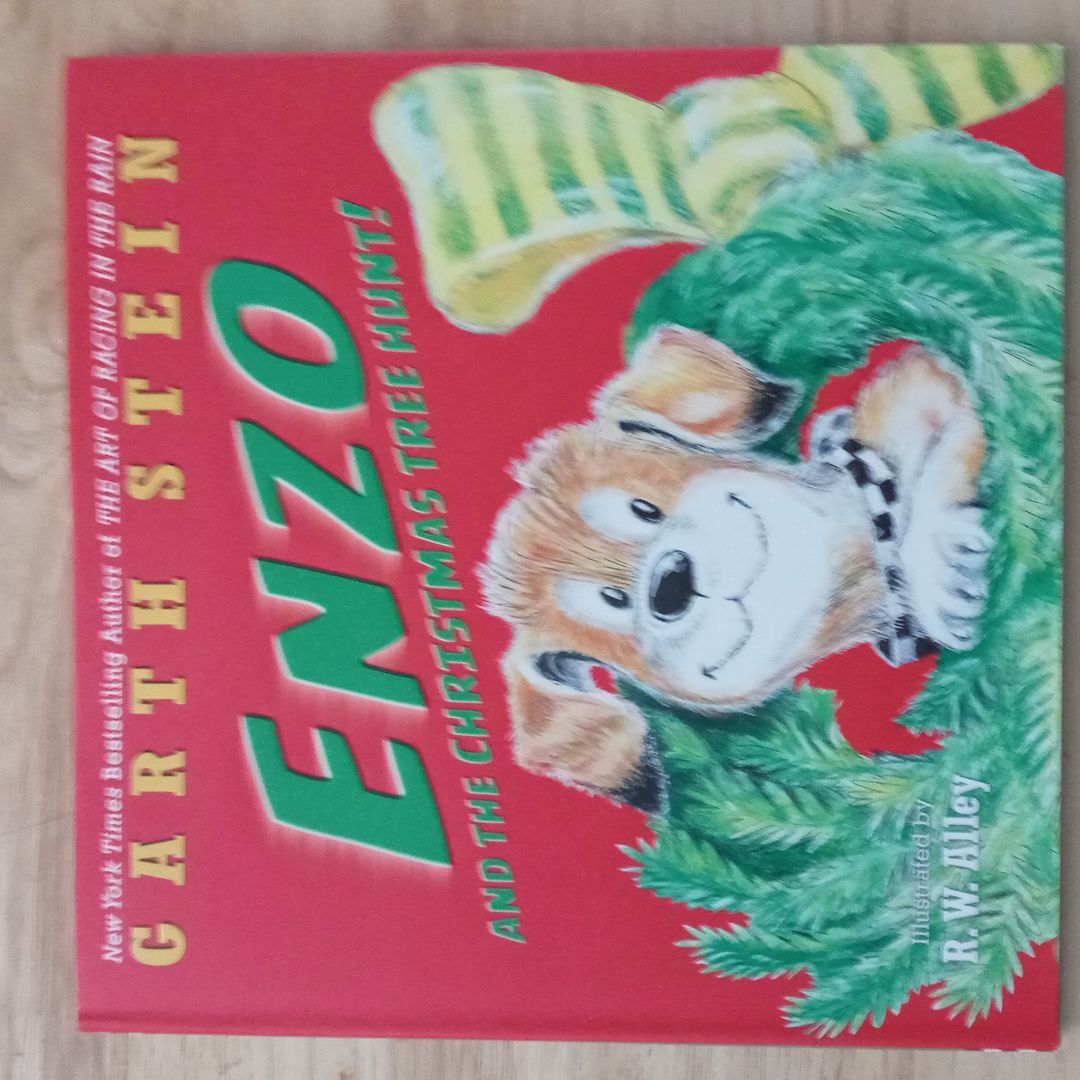 New York Times Bestselling Author of THE ART OF RACING IN THE RAIN
GARTH STEIN
ENZO
AND THE CHRISTMAS TREE HUNT!
Illustrated by
R. W. Alley